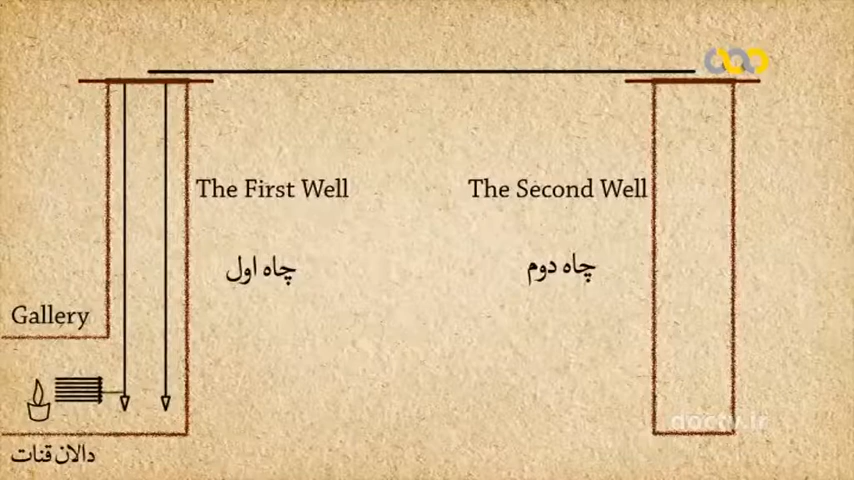 The First Well
The Second Well
چاه اول
چاه دوم
Gallery
doctv.ir
دالان قنات